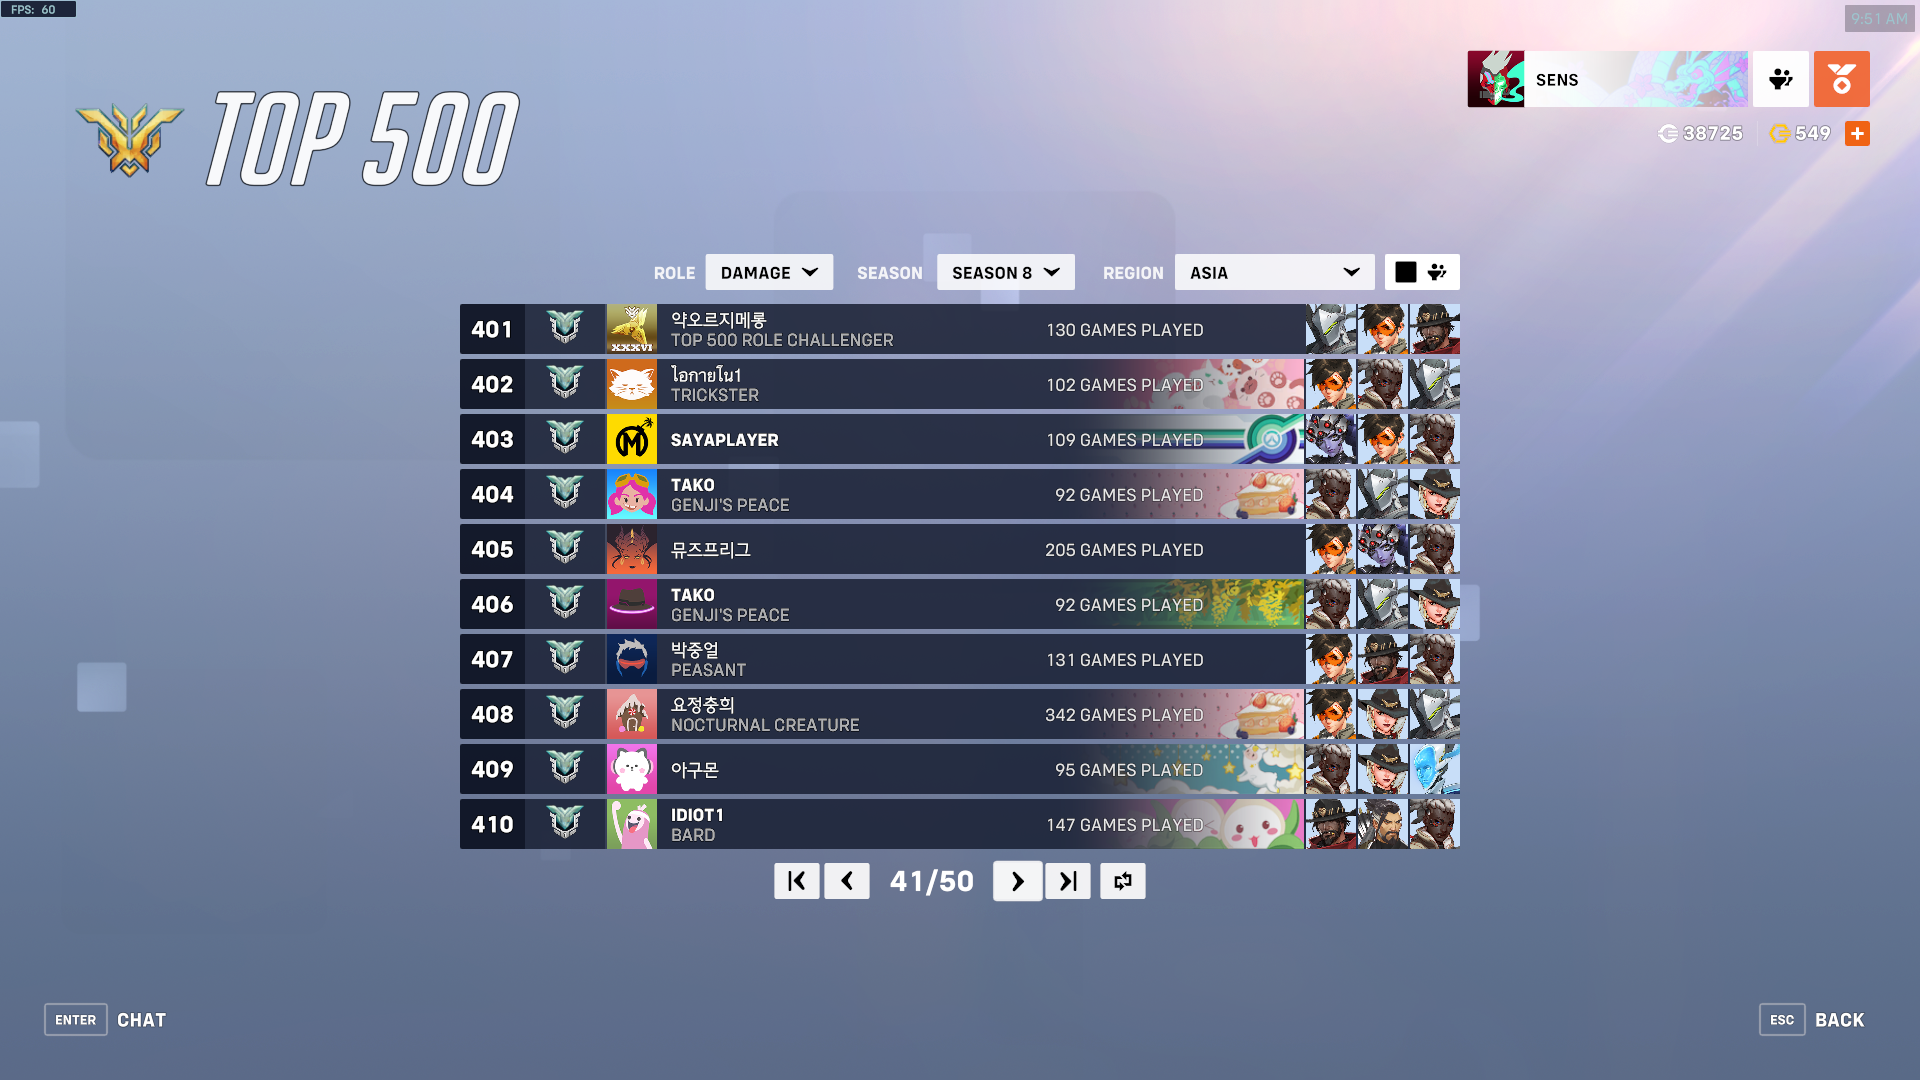 FPS: 60
9:51 AM
SENS
38725
549
TOP 500
ROLE DAMAGE SEASON SEASON 8 REGION ASIA
401 XXXVI 약오르지메롱 130 GAMES PLAYED
TOP 500 ROLE CHALLENGER
402 ไอกายโน1 102 GAMES PLAYED
TRICKSTER
403 SAYAPLAYER 109 GAMES PLAYED
404 TAKO 92 GAMES PLAYED
GENJI'S PEACE
405 뮤즈프리그 205 GAMES PLAYED
406 TAKO 92 GAMES PLAYED
GENJI'S PEACE
407 박중얼 131 GAMES PLAYED
PEASANT
408 요정충희 342 GAMES PLAYED
NOCTURNAL CREATURE
409 아구몬 95 GAMES PLAYED
410 IDIOT1 147 GAMES PLAYED
BARD
41/50
ENTER CHAT
ESC BACK